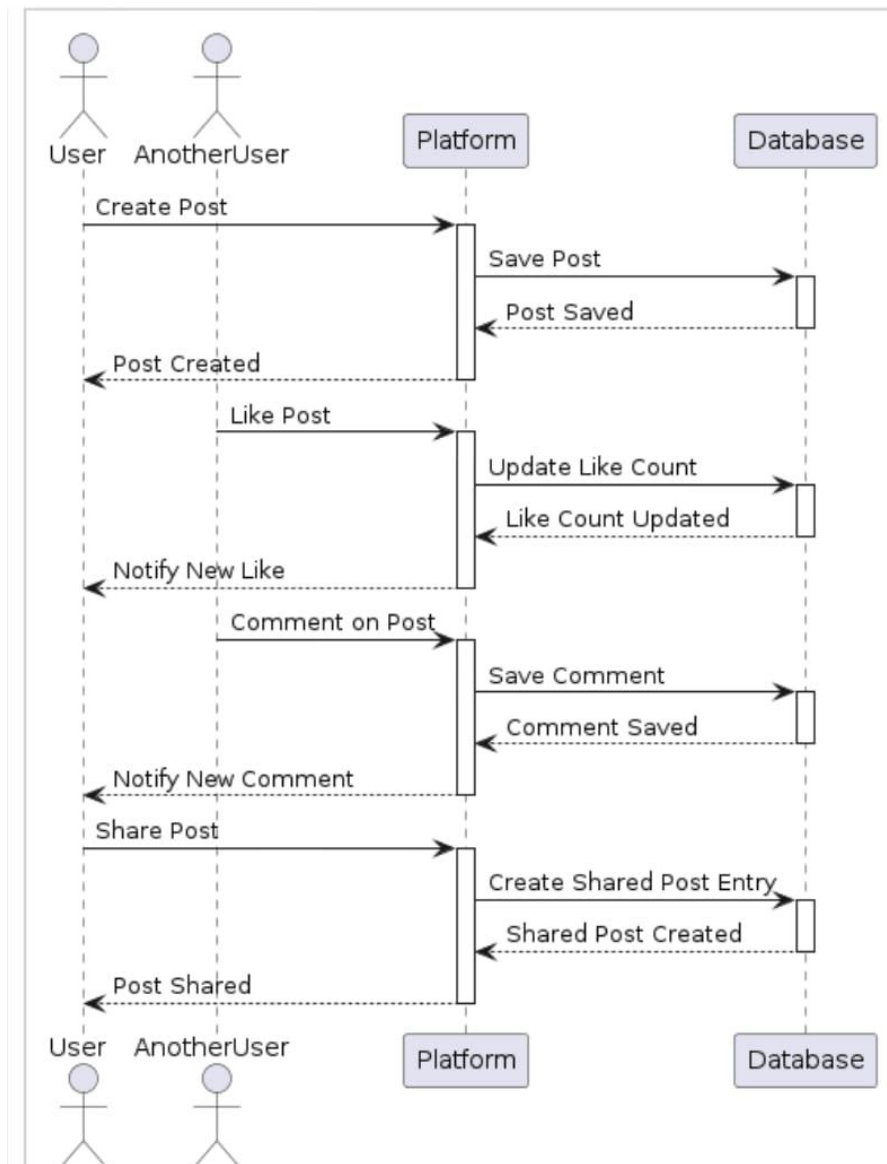 User AnotherUser Platform Database
Create Post
Save Post
Post Saved
Post Created
Like Post
Update Like Count
Like Count Updated
Notify New Like
Comment on Post
Save Comment
Comment Saved
Notify New Comment
Share Post
Create Shared Post Entry
Shared Post Created
Post Shared
User AnotherUser Platform Database